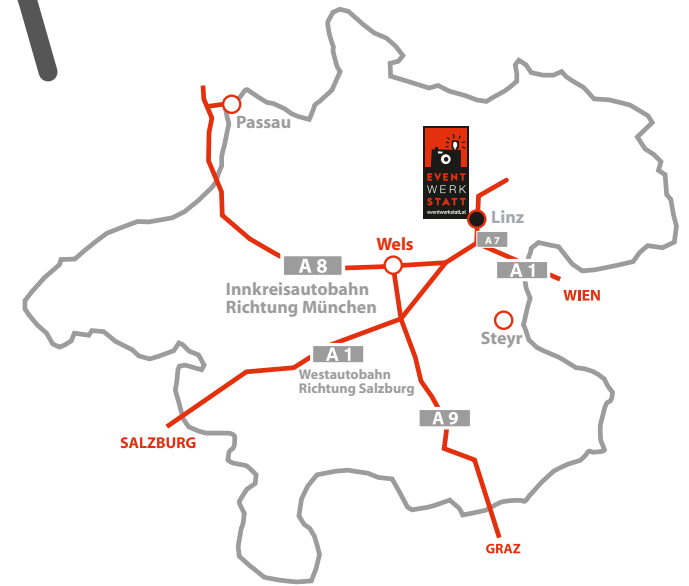 Passau
EVENT
WERK
STATT
eventwerkstatt.at
Linz
A 7
Wels
A 8
A 1
Innkreisautobahn
Richtung München
WIEN
Steyr
A 1
Westautobahn
Richtung Salzburg
A 9
SALZBURG
GRAZ